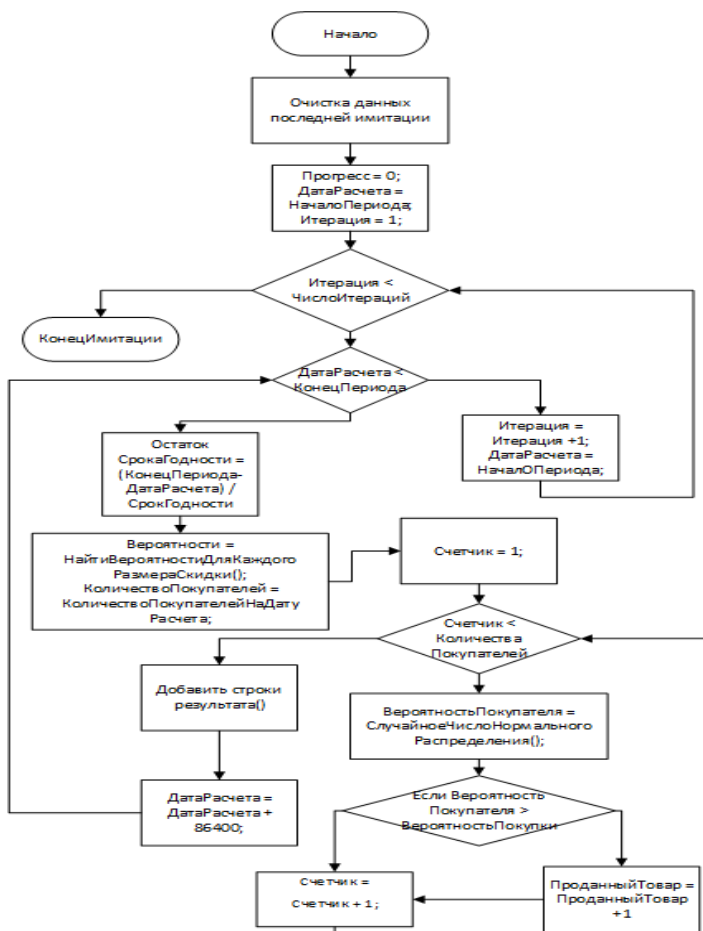 Начало
Очистка данных
последней имитации
Прогресс = 0;
ДатаРасчета =
НачалоПериода;
Итерация = 1;
Итерация <
ЧислоИтераций
КонецИмитации
ДатаРасчета <
КонецПериода
Итерация =
Итерация +1;
ДатаРасчета =
НачалОПериода;
Остаток
СрокаГодности =
(КонецПериода-
ДатаРасчета) /
СрокГодности
Вероятности =
НайтиВероятностиДляКаждого
РазмераСкидки();
КоличествоПокупателей =
КоличествоПокупателейНаДату
Расчета;
Счетчик = 1;
Счетчик <
Количества
Покупателей
Добавить строки
результата()
ВероятностьПокупателя =
СлучайноеЧислоНормального
Распределения();
ДатаРасчета =
ДатаРасчета +
86400;
Если Вероятность
Покупателя >
ВероятностьПокупки
Счетчик =
Счетчик + 1;
ПроданныйТовар =
ПроданныйТовар
+1